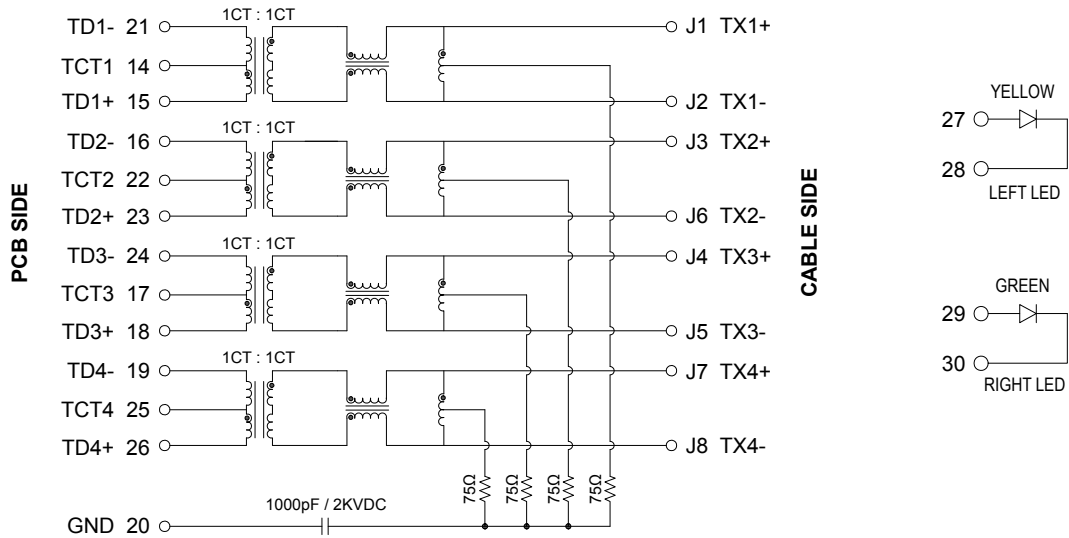 1CT : 1CT
TD1- 21
J1 TX1+
TCT1 14
TD1+ 15
J2 TX1-
1CT : 1CT
TD2- 16
J3 TX2+
TCT2 22
TD2+ 23
J6 TX2-
1CT : 1CT
TD3- 24
J4 TX3+
TCT3 17
TD3+ 18
J5 TX3-
1CT : 1CT
TD4- 19
J7 TX4+
TCT4 25
TD4+ 26
J8 TX4-
75Ω
75Ω
75Ω
75Ω
1000pF / 2KVDC
GND 20
PCB SIDE
CABLE SIDE
YELLOW
27
28
LEFT LED
GREEN
29
30
RIGHT LED